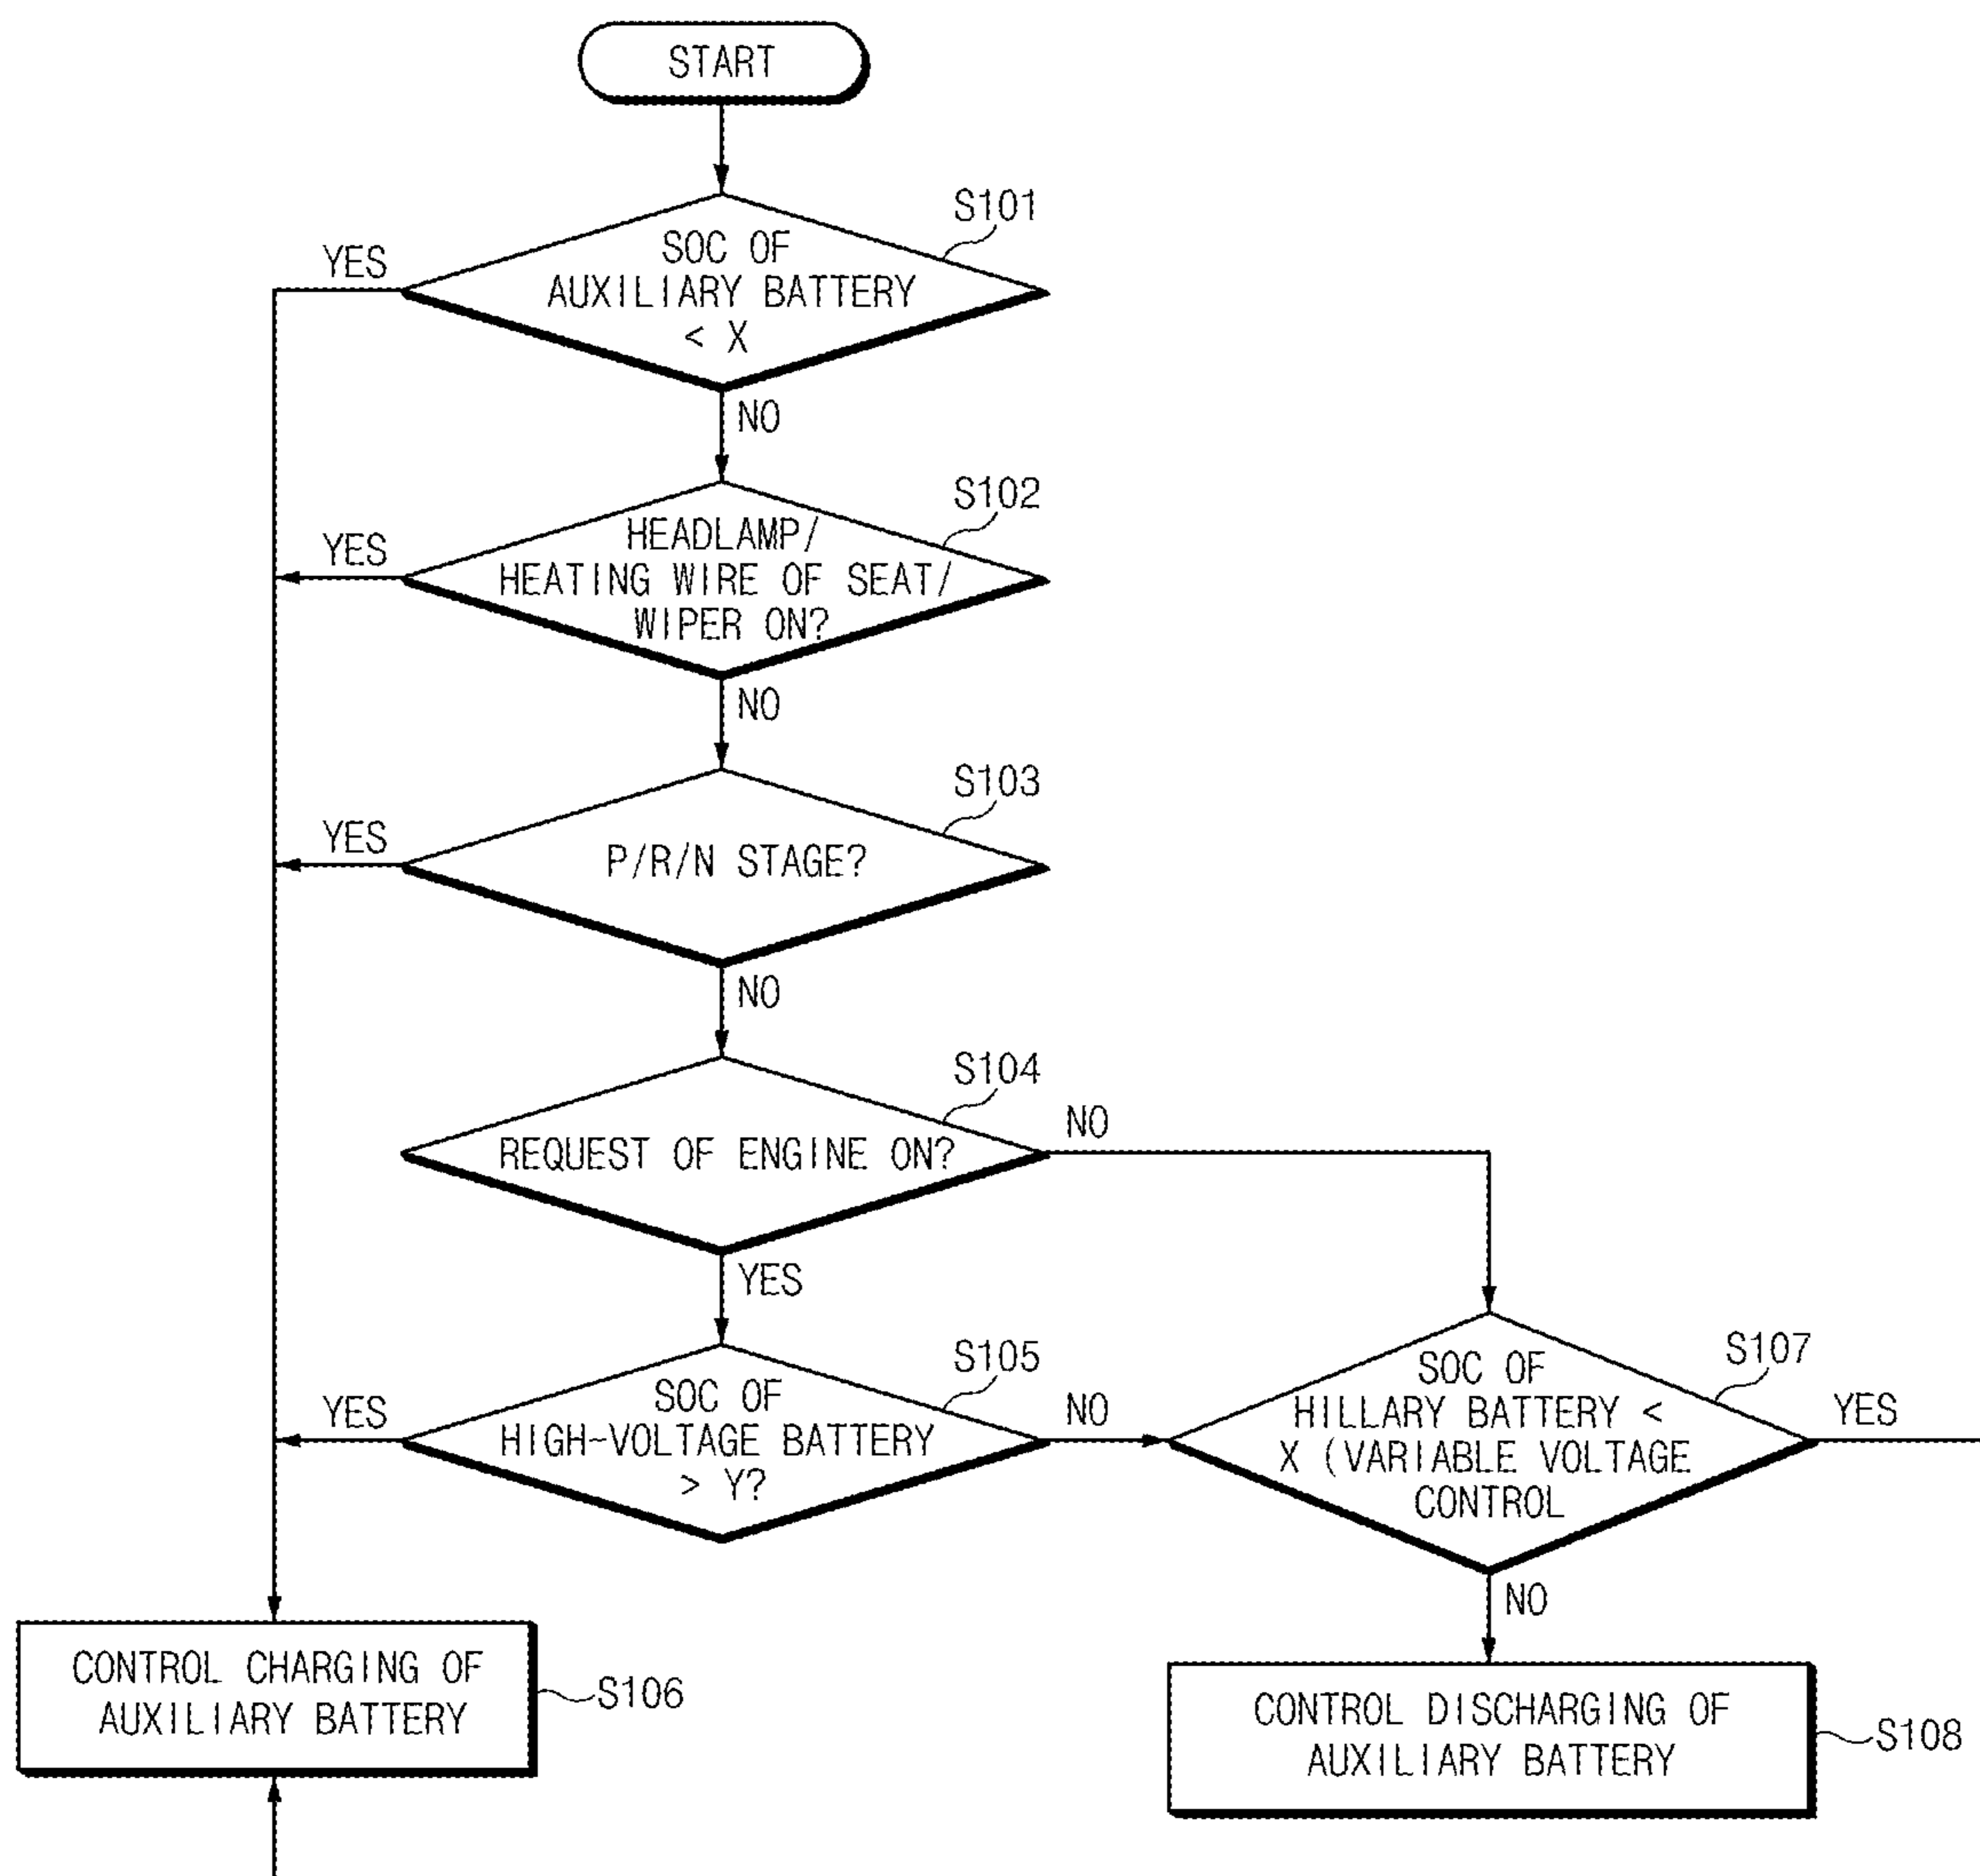 START
S101
YES
SOC OF
AUXILIARY BATTERY
< X
NO
S102
YES
HEADLAMP/
HEATING WIRE OF SEAT/
WIPER ON?
NO
S103
YES
P/R/N STAGE?
NO
S104
REQUEST OF ENGINE ON?
NO
YES
S105
YES
SOC OF
HIGH-VOLTAGE BATTERY
> Y?
NO
S107
SOC OF
HILLARY BATTERY <
X (VARIABLE VOLTAGE
CONTROL
YES
NO
CONTROL CHARGING OF
AUXILIARY BATTERY
S106
CONTROL DISCHARGING OF
AUXILIARY BATTERY
S108